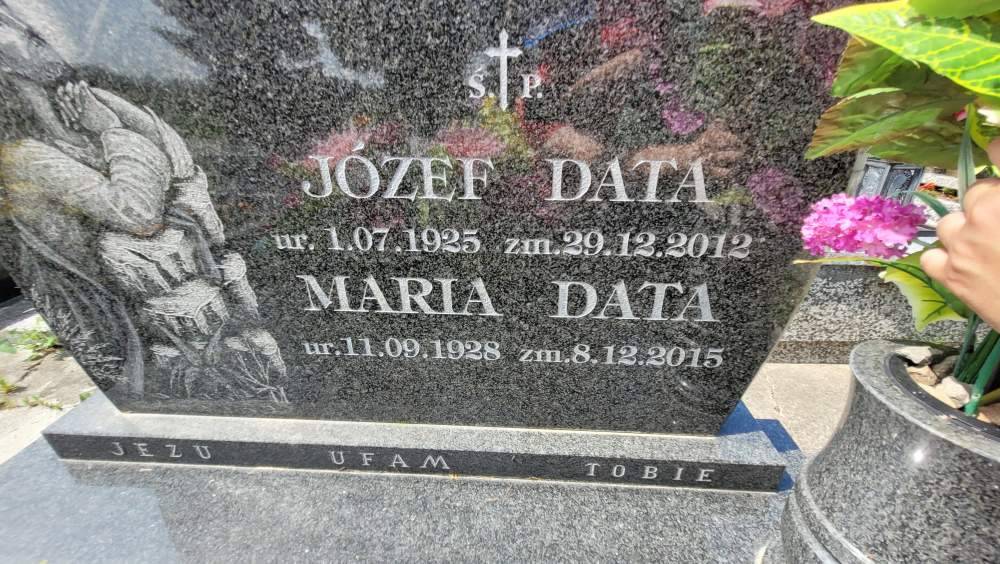 Ś. P.
JÓZEF DATA
ur. 1.07.1925 zm.29.12.2012
MARIA DATA
ur.11.09.1928 zm.8.12.2015
JEZU UFAM TOBIE